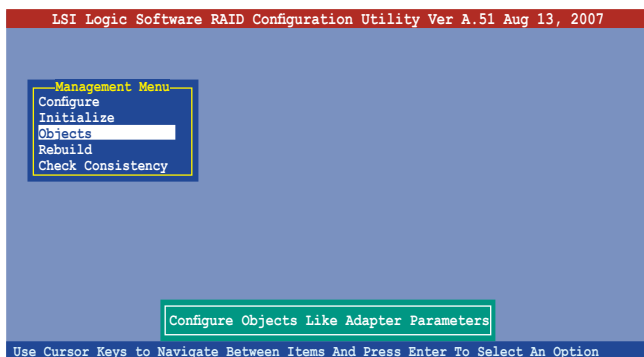 LSI Logic Software RAID Configuration Utility Ver A.51 Aug 13, 2007
Management Menu
Configure
Initialize
Objects
Rebuild
Check Consistency
Configure Objects Like Adapter Parameters
Use Cursor Keys to Navigate Between Items And Press Enter To Select An Option